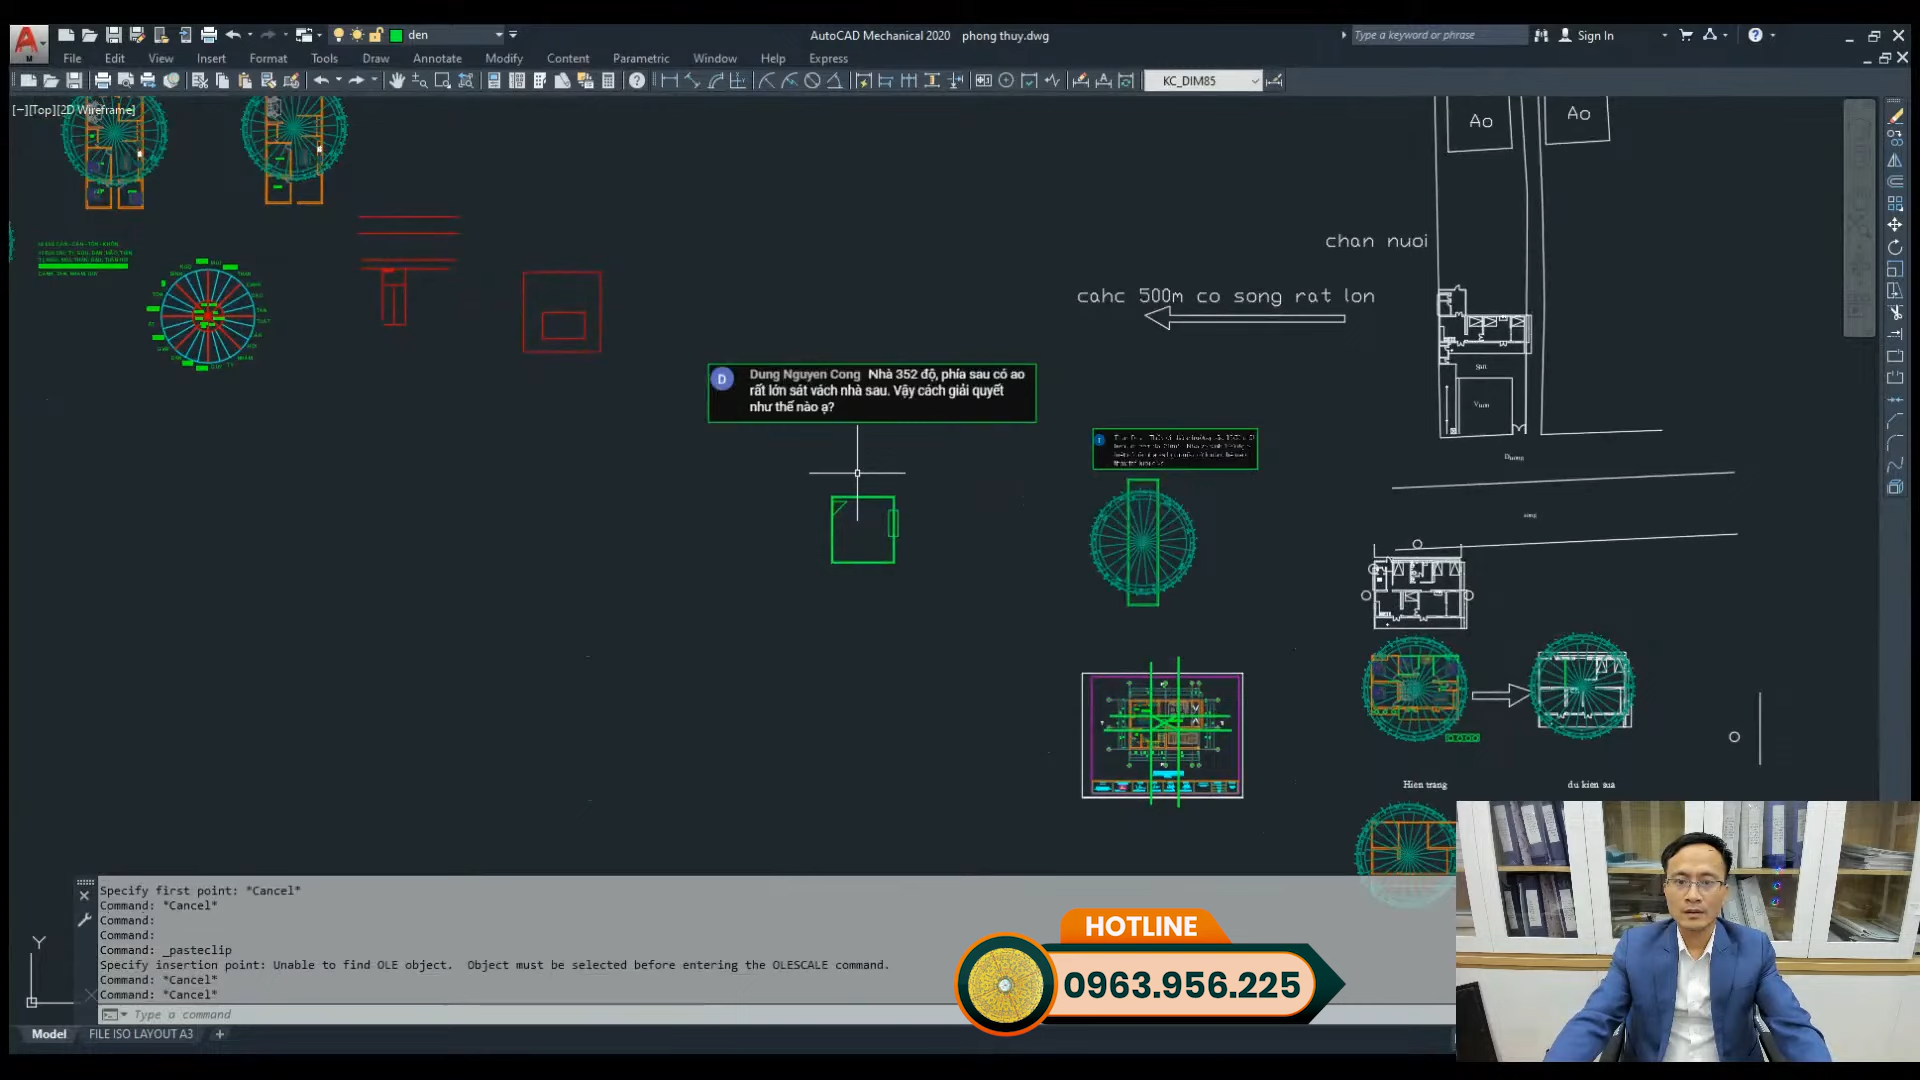 den
AutoCAD Mechanical 2020 phong thuy.dwg
Type a keyword or phrase
Sign In
File Edit View Insert Format Tools Draw Annotate Modify Content Parametric Window Help Express
KC_DIM85
[−][Top][2D Wireframe]
Ao
Ao
chan nuoi
cahc 500m co song rat lon
D
Dung Nguyen Cong Nhà 352 độ, phía sau có ao
rất lớn sát vách nhà sau. Vậy cách giải quyết
như thế nào ạ?
Hien trang
du kien sua
Specify first point: *Cancel*
Command: *Cancel*
Command:
Command:
Command: _pasteclip
Specify insertion point: Unable to find OLE object. Object must be selected before entering the OLESCALE command.
Command: *Cancel*
Command: *Cancel*
Type a command
Y
Model
FILE ISO LAYOUT A3
+
HOTLINE
0963.956.225